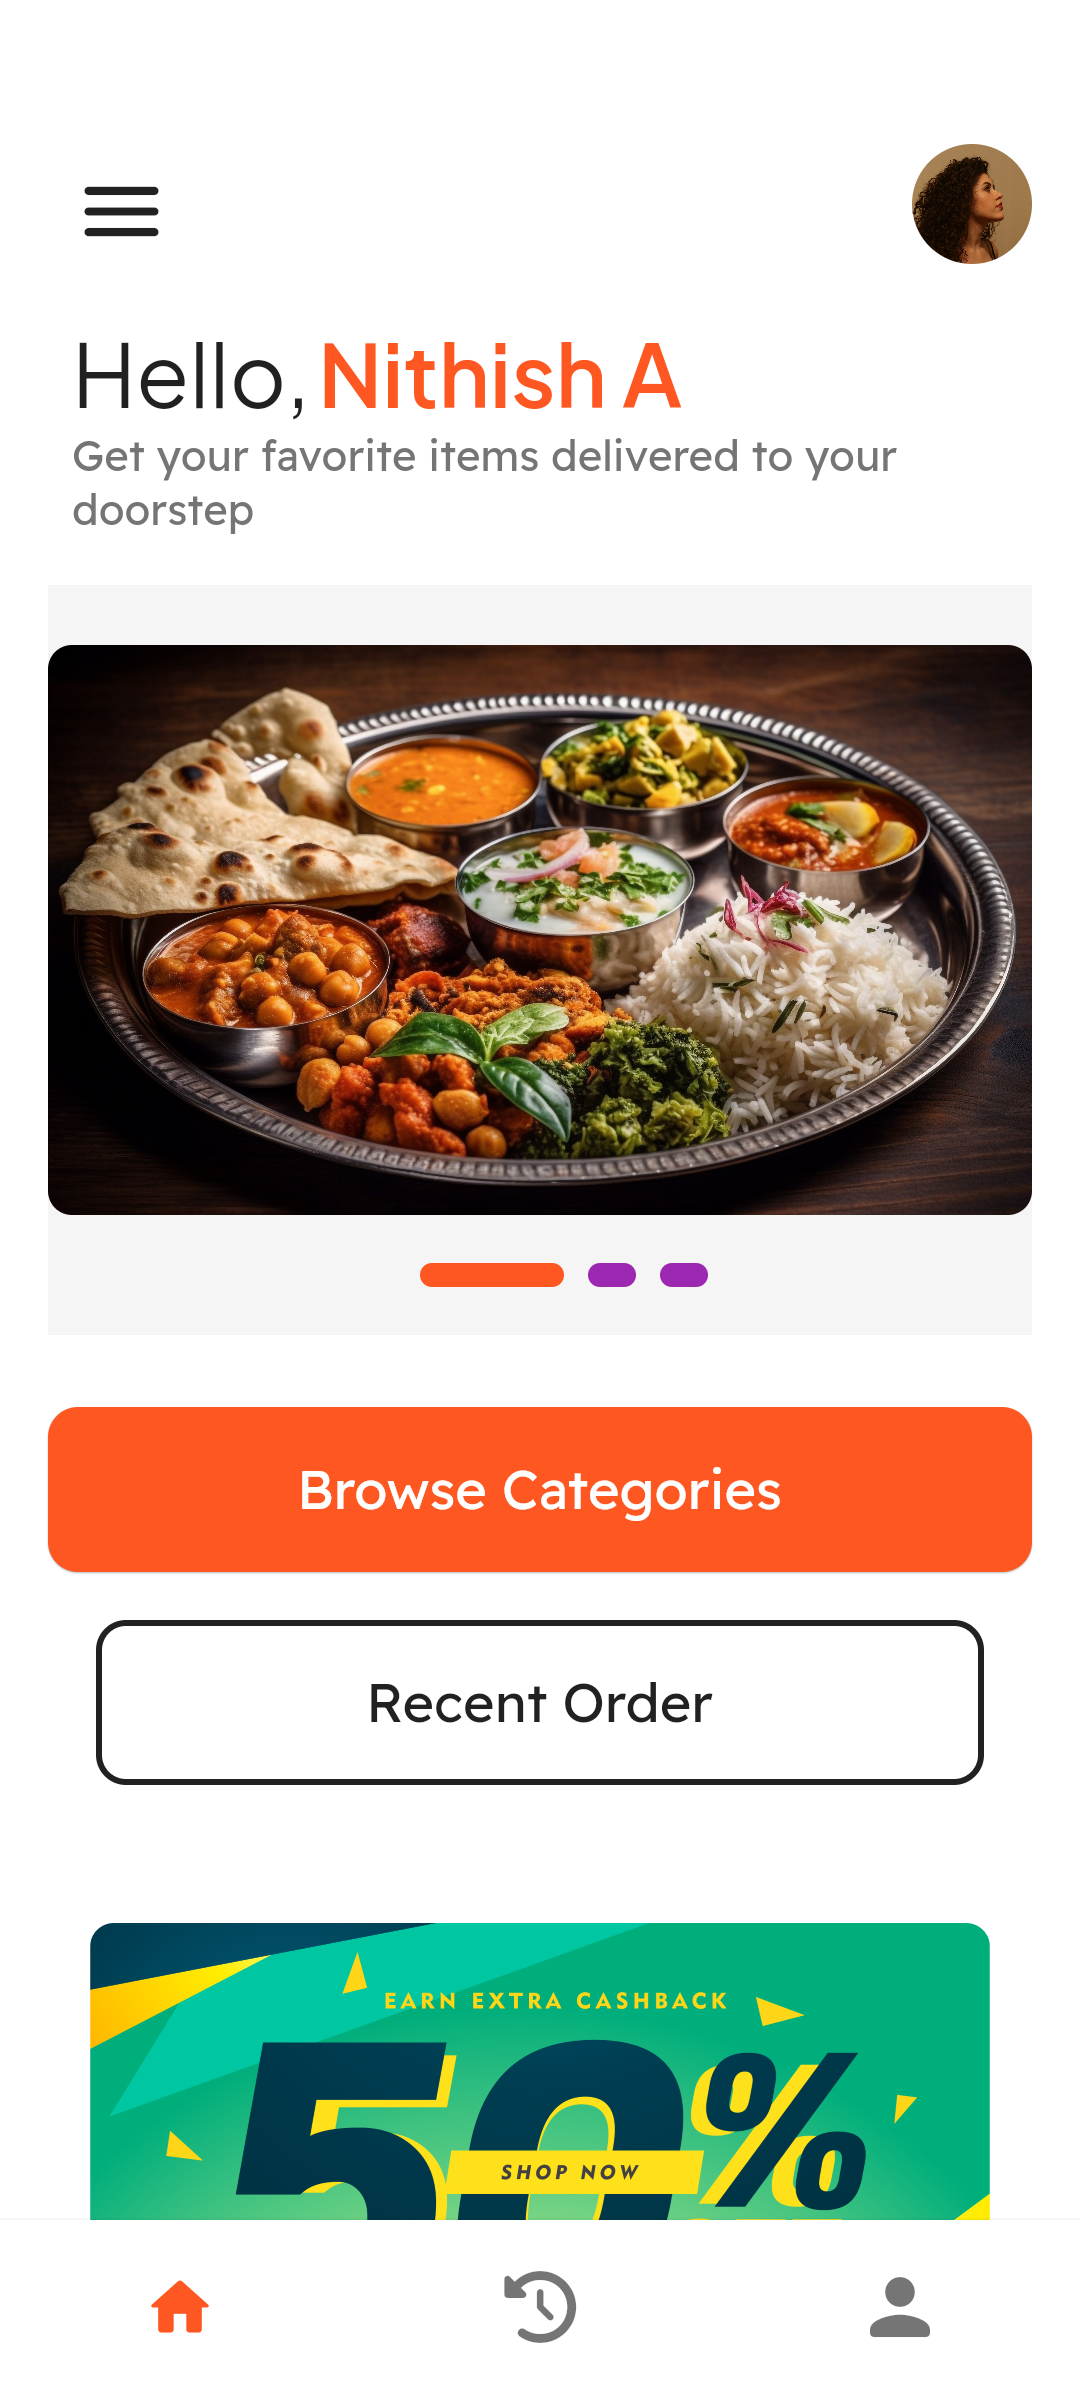 Hello, Nithish A
Get your favorite items delivered to your
doorstep
Browse Categories
Recent Order
EARN EXTRA CASHBACK
50%
SHOP NOW